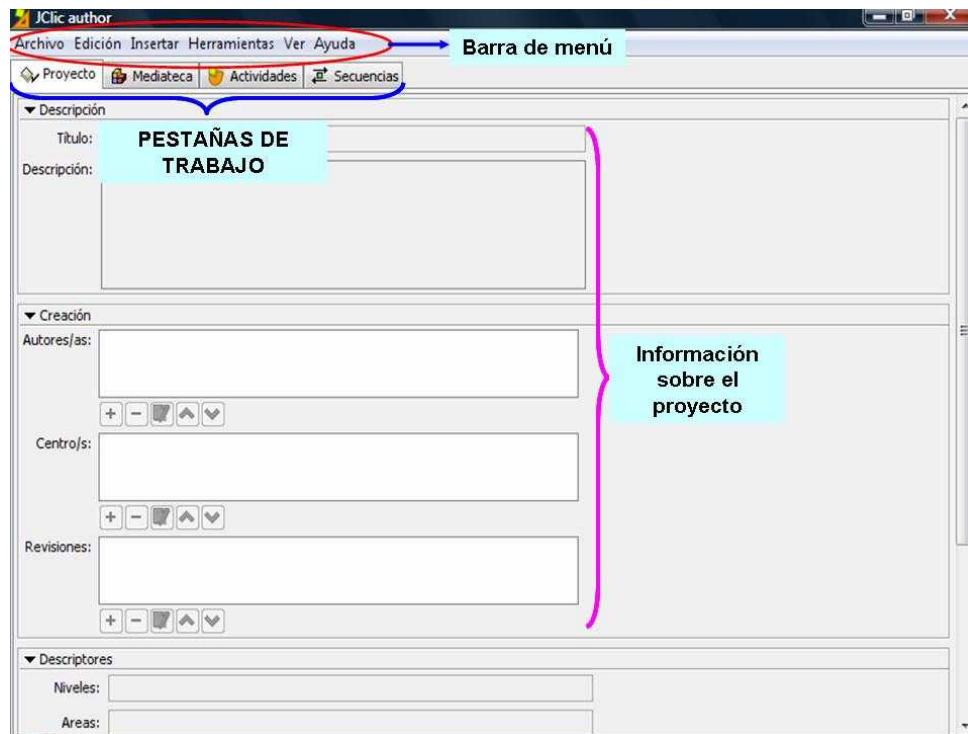 JClic author
Archivo Edición Insertar Herramientas Ver Ayuda
Barra de menú
Proyecto Mediateca Actividades Secuencias
Descripción
Título:
PESTAÑAS DE
TRABAJO
Descripción:
Creación
Autores/as:
Información
sobre el
proyecto
Centro/s:
Revisiones:
Descriptores
Niveles:
Areas: